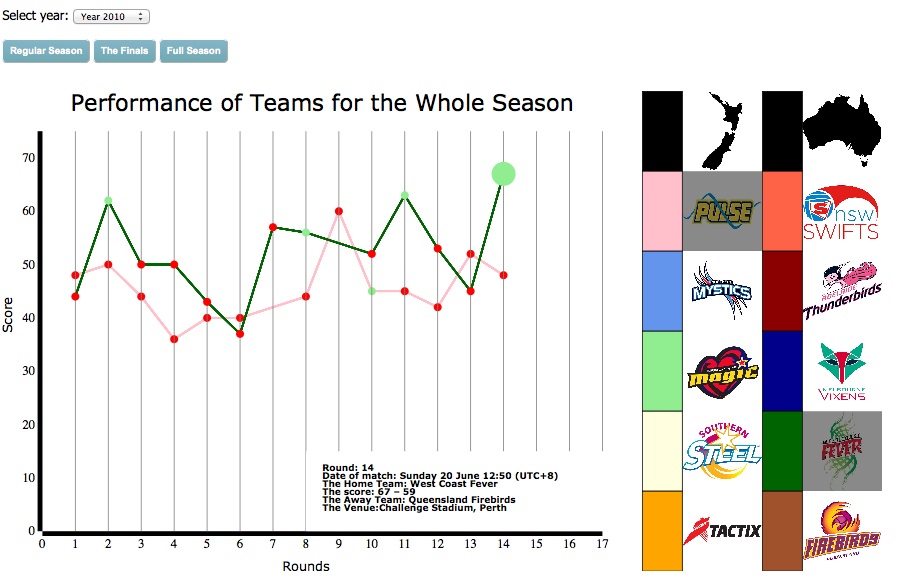 Select year: Year 2010
Regular Season The Finals Full Season
Performance of Teams for the Whole Season
Score
70
60
50
40
30
20
10
0
0 1 2 3 4 5 6 7 8 9 10 11 12 13 14 15 16 17
Rounds
Round: 14
Date of match: Sunday 20 June 12:50 (UTC+8)
The Home Team: West Coast Fever
The score: 67 – 59
The Away Team: Queensland Firebirds
The Venue:Challenge Stadium, Perth
PULSE
nsw
SWIFTS
MYSTICS
Thunderbirds
magic
MELBOURNE
VIXENS
SOUTHERN
STEEL
FEVER
TACTIX
FIREBIRDS